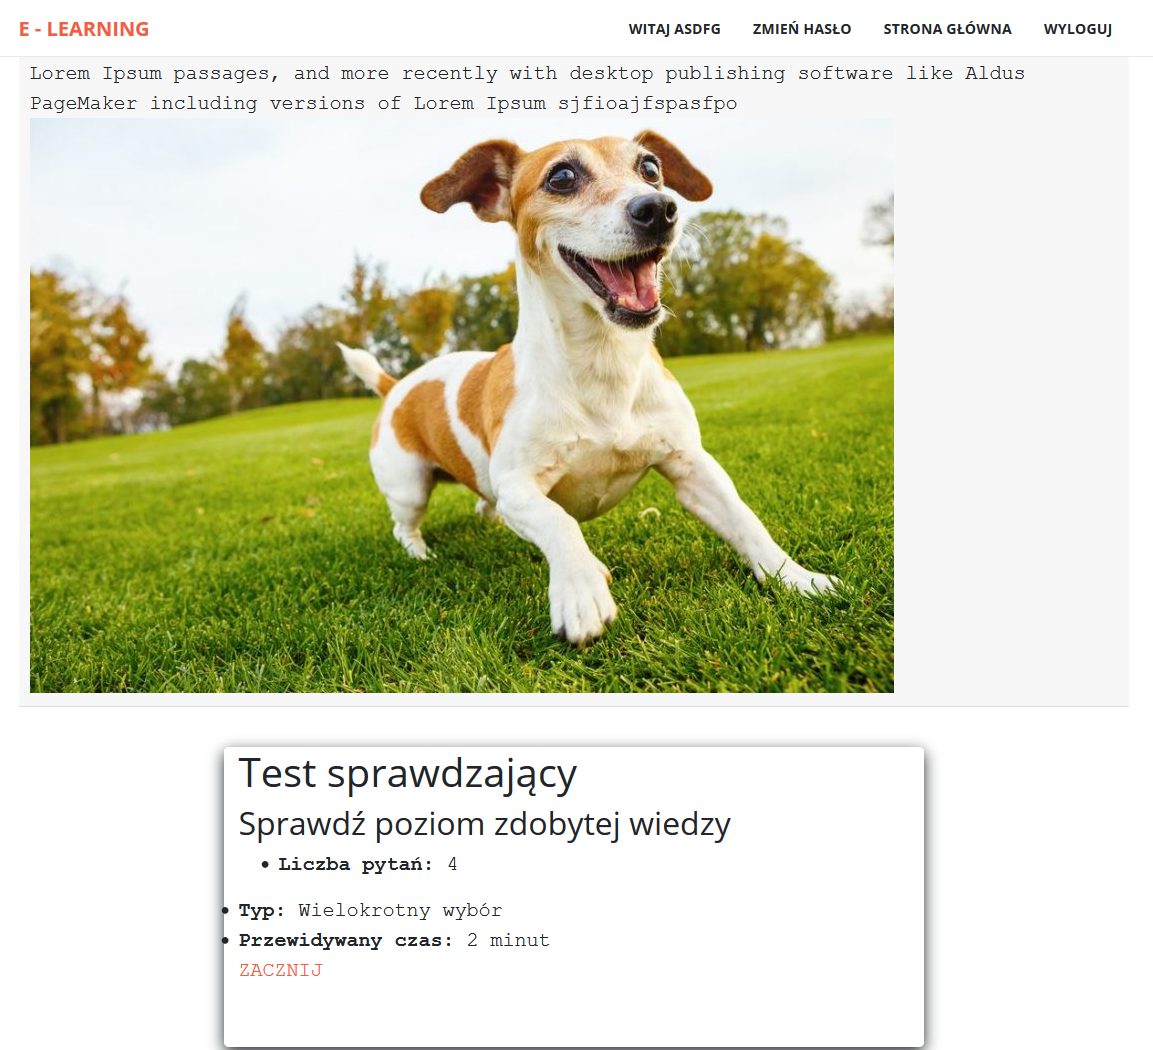 E - LEARNING
WITAJ ASDFG ZMIEŃ HASŁO STRONA GŁÓWNA WYLOGUJ
Lorem Ipsum passages, and more recently with desktop publishing software like Aldus
PageMaker including versions of Lorem Ipsum sjfioajfspasfpo
Test sprawdzający
Sprawdź poziom zdobytej wiedzy
• Liczba pytań: 4
• Typ: Wielokrotny wybór
• Przewidywany czas: 2 minut
ZACZNIJ